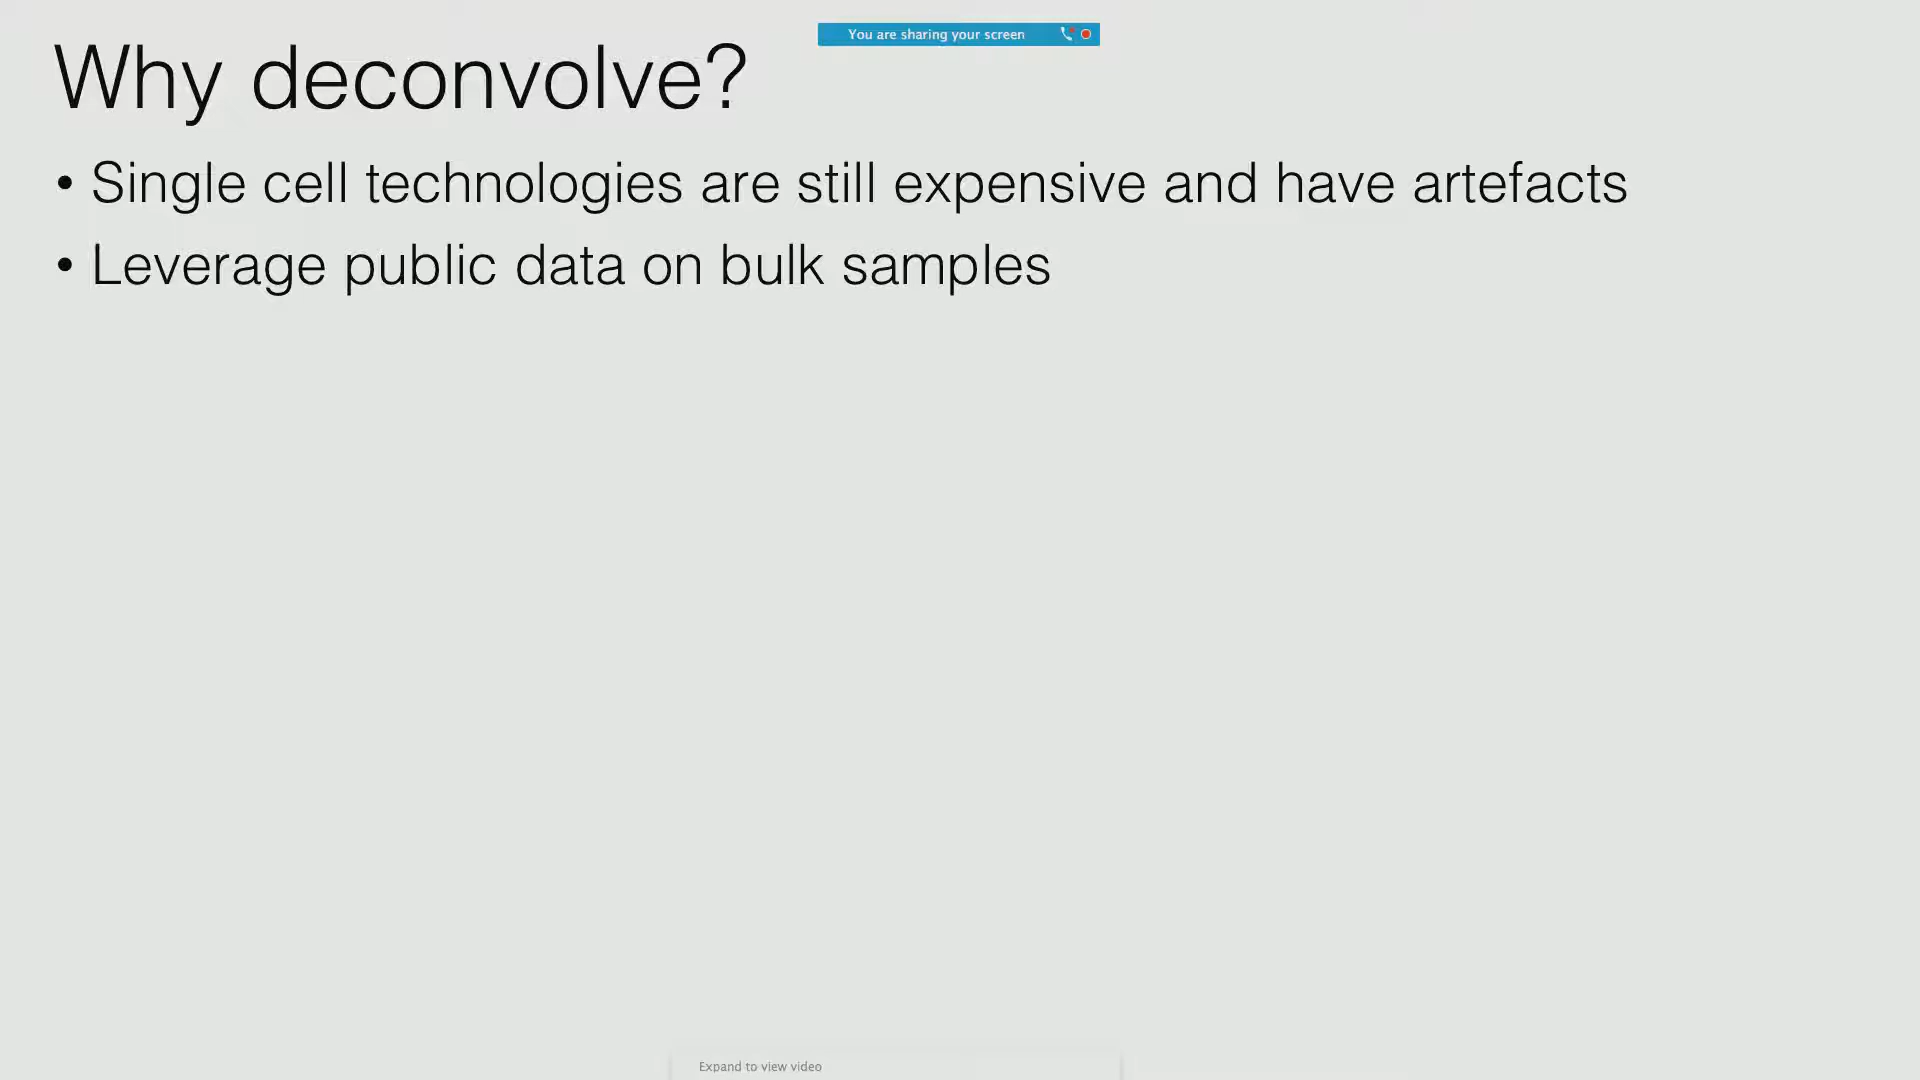 You are sharing your screen
Why deconvolve?
• Single cell technologies are still expensive and have artefacts
• Leverage public data on bulk samples
Expand to view video